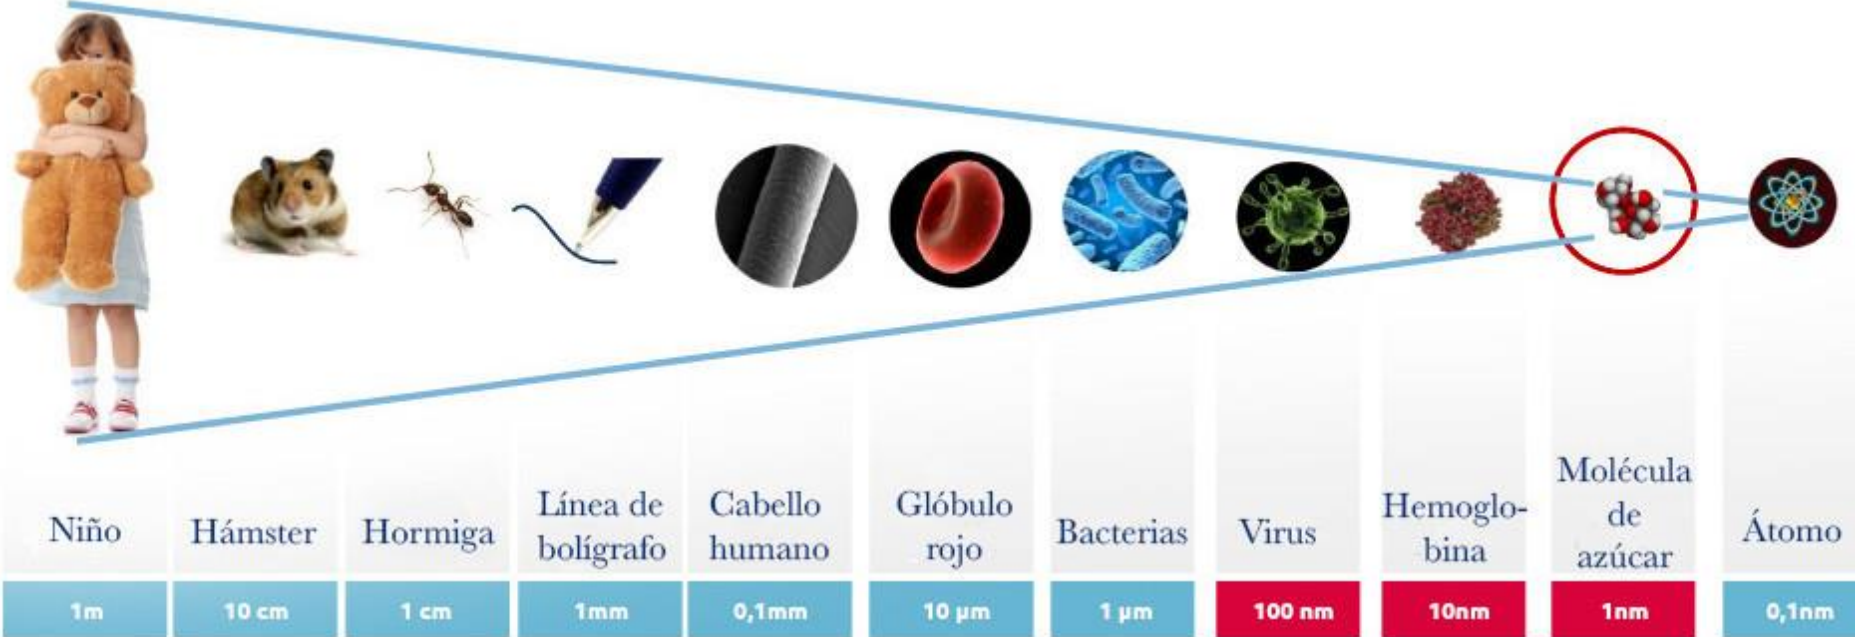 Niño
Hámster
Hormiga
Línea de
bolígrafo
Cabello
humano
Glóbulo
rojo
Bacterias
Virus
Hemoglo-
bina
Molécula
de
azúcar
Átomo
1m
10 cm
1 cm
1mm
0,1mm
10 µm
1 µm
100 nm
10nm
1nm
0,1nm